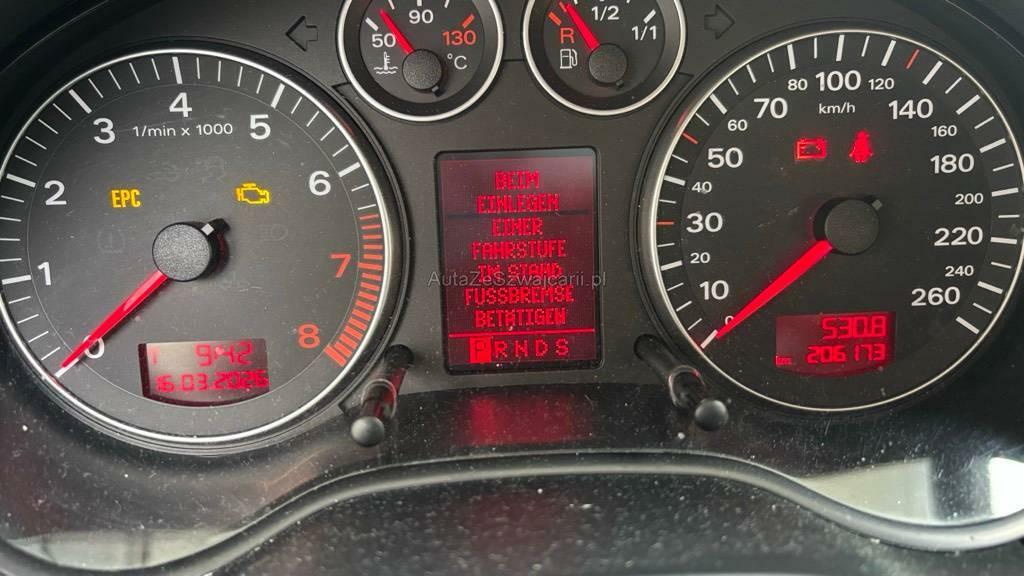 50 90 130 °C
R 1/2 1/1
1/min x 1000
0 1 2 3 4 5 6 7 8
EPC
9:42
16.03.2026
BEIM
EINLEGEN
EINER
FAHRSTUFE
IM STAND
FUSSBREMSE
BETÄTIGEN
P R N D S
AutaZeSzwajcarii.pl
km/h
0 10 20 30 40 50 60 70 80 100 120 140 160 180 200 220 240 260
530.8
km 206173